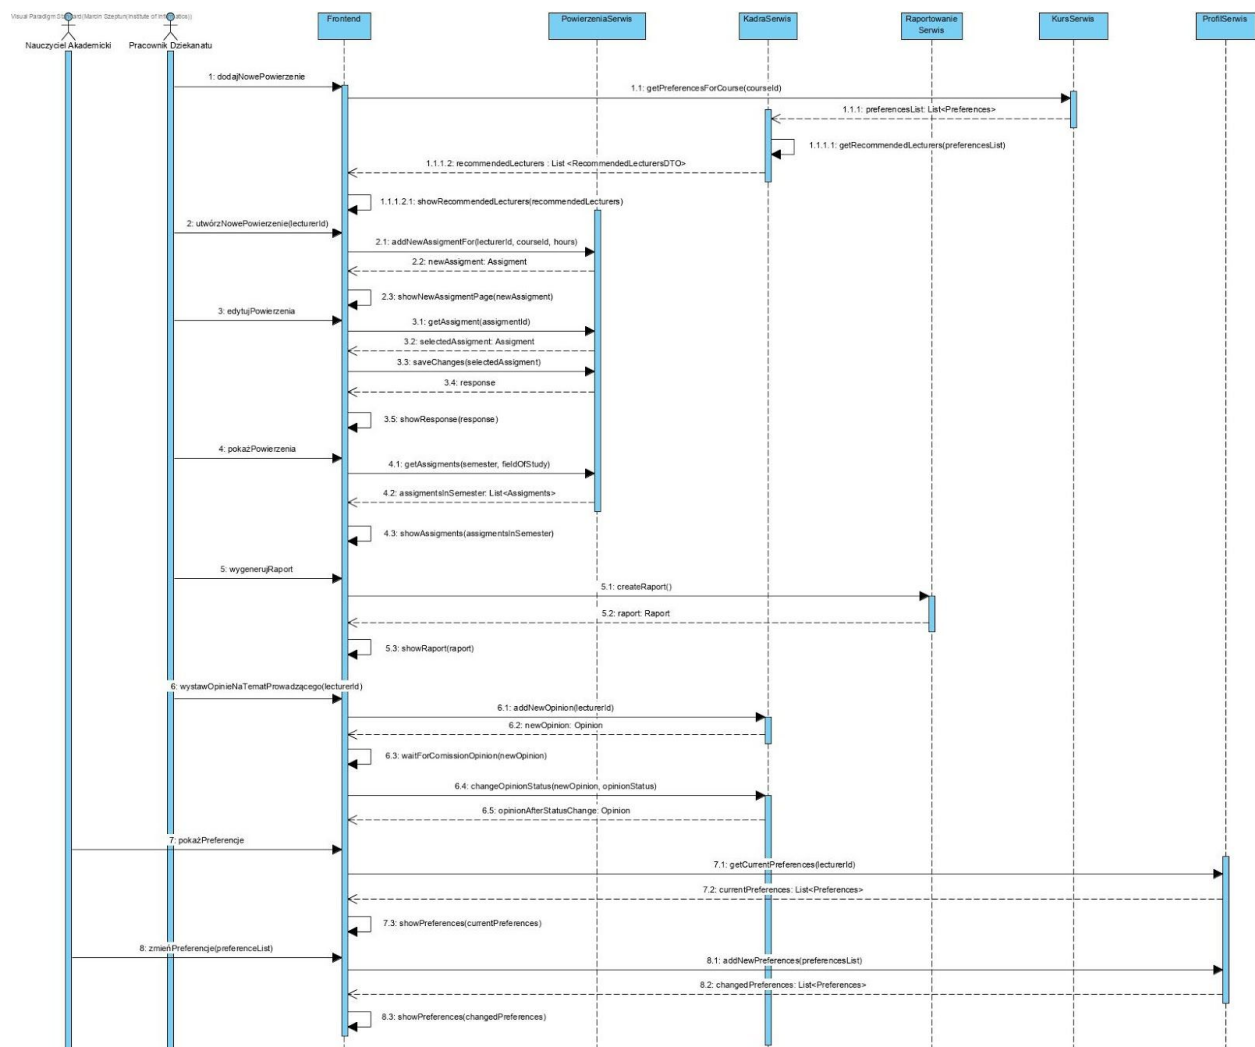 Visual Paradigm Standard(Marcin Szeptun(Institute of Informatics))
Nauczyciel Akademicki
Pracownik Dziekanatu
Frontend
PowierzeniaSerwis
KadraSerwis
Raportowanie
Serwis
KursSerwis
ProfilSerwis
1: dodajNowePowierzenie
1.1: getPreferencesForCourse(courseId)
1.1.1: preferencesList: List<Preferences>
1.1.1.1: getRecommendedLecturers(preferencesList)
1.1.1.2: recommendedLecturers : List <RecommendedLecturersDTO>
1.1.1.2.1: showRecommendedLecturers(recommendedLecturers)
2: utwórzNowePowierzenie(lecturerId)
2.1: addNewAssigmentFor(lecturerId, courseId, hours)
2.2: newAssigment: Assigment
2.3: showNewAssigmentPage(newAssigment)
3: edytujPowierzenia
3.1: getAssigment(assigmentId)
3.2: selectedAssigment: Assigment
3.3: saveChanges(selectedAssigment)
3.4: response
3.5: showResponse(response)
4: pokażPowierzenia
4.1: getAssigments(semester, fieldOfStudy)
4.2: assigmentsInSemester: List<Assigments>
4.3: showAssigments(assigmentsInSemester)
5: wygenerujRaport
5.1: createRaport()
5.2: raport: Raport
5.3: showRaport(raport)
6: wystawOpinieNaTematProwadzącego(lecturerId)
6.1: addNewOpinion(lecturerId)
6.2: newOpinion: Opinion
6.3: waitForComissionOpinion(newOpinion)
6.4: changeOpinionStatus(newOpinion, opinionStatus)
6.5: opinionAfterStatusChange: Opinion
7: pokażPreferencje
7.1: getCurrentPreferences(lecturerId)
7.2: currentPreferences: List<Preferences>
7.3: showPreferences(currentPreferences)
8: zmieńPreferencje(preferenceList)
8.1: addNewPreferences(preferencesList)
8.2: changedPreferences: List<Preferences>
8.3: showPreferences(changedPreferences)